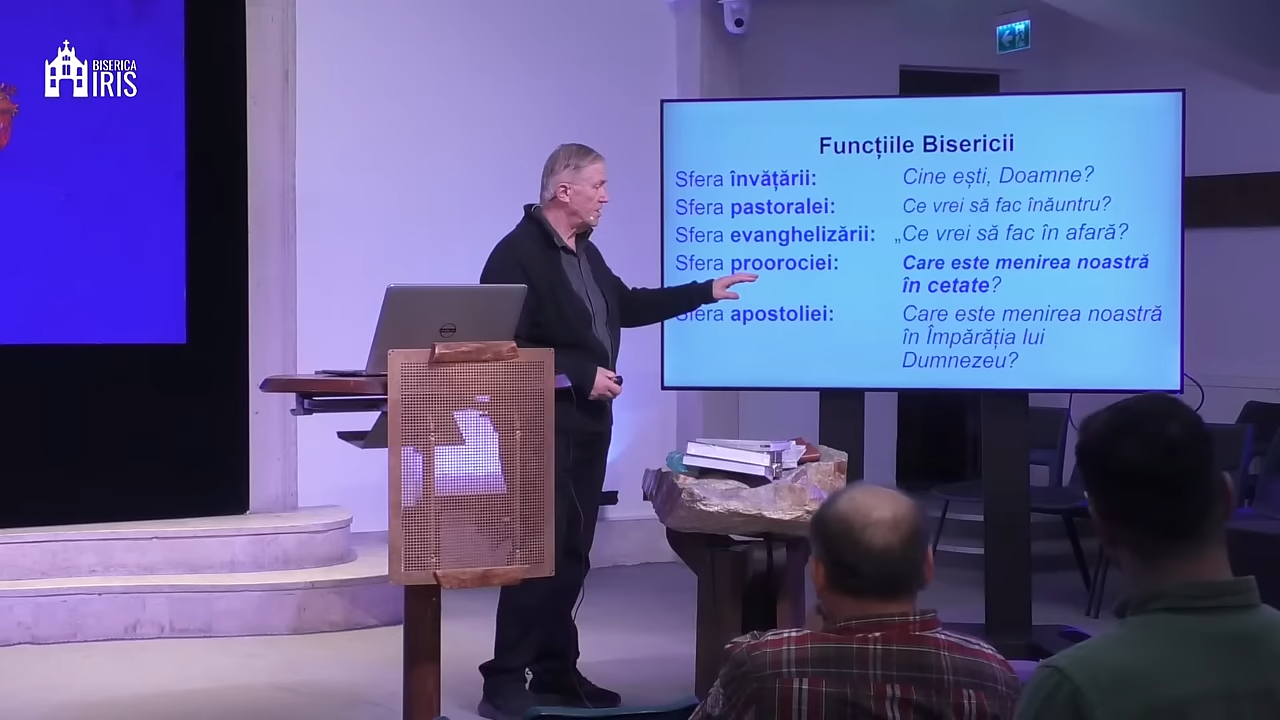 BISERICA
IRIS
Funcțiile Bisericii
Sfera învățării: Cine ești, Doamne?
Sfera pastoralei: Ce vrei să fac înăuntru?
Sfera evanghelizării: „Ce vrei să fac în afară?
Sfera proorociei: Care este menirea noastră
în cetate?
Sfera apostoliei: Care este menirea noastră
în Împărăția lui
Dumnezeu?